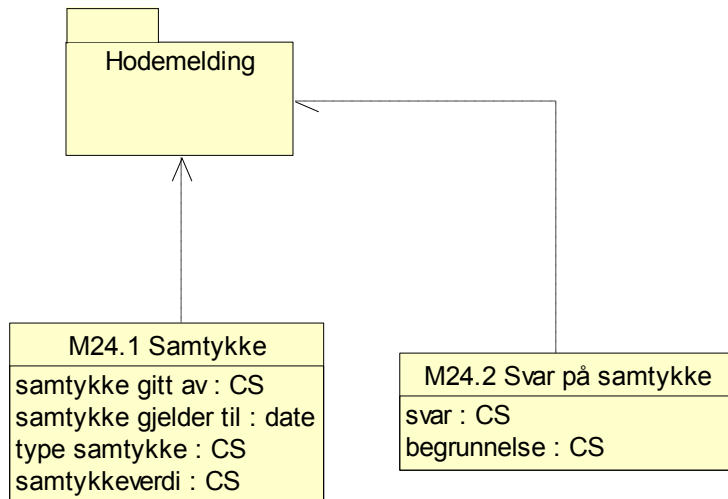 Hodemelding
M24.1 Samtykke
samtykke gitt av : CS
samtykke gjelder til : date
type samtykke : CS
samtykkeverdi : CS
M24.2 Svar på samtykke
svar : CS
begrunnelse : CS